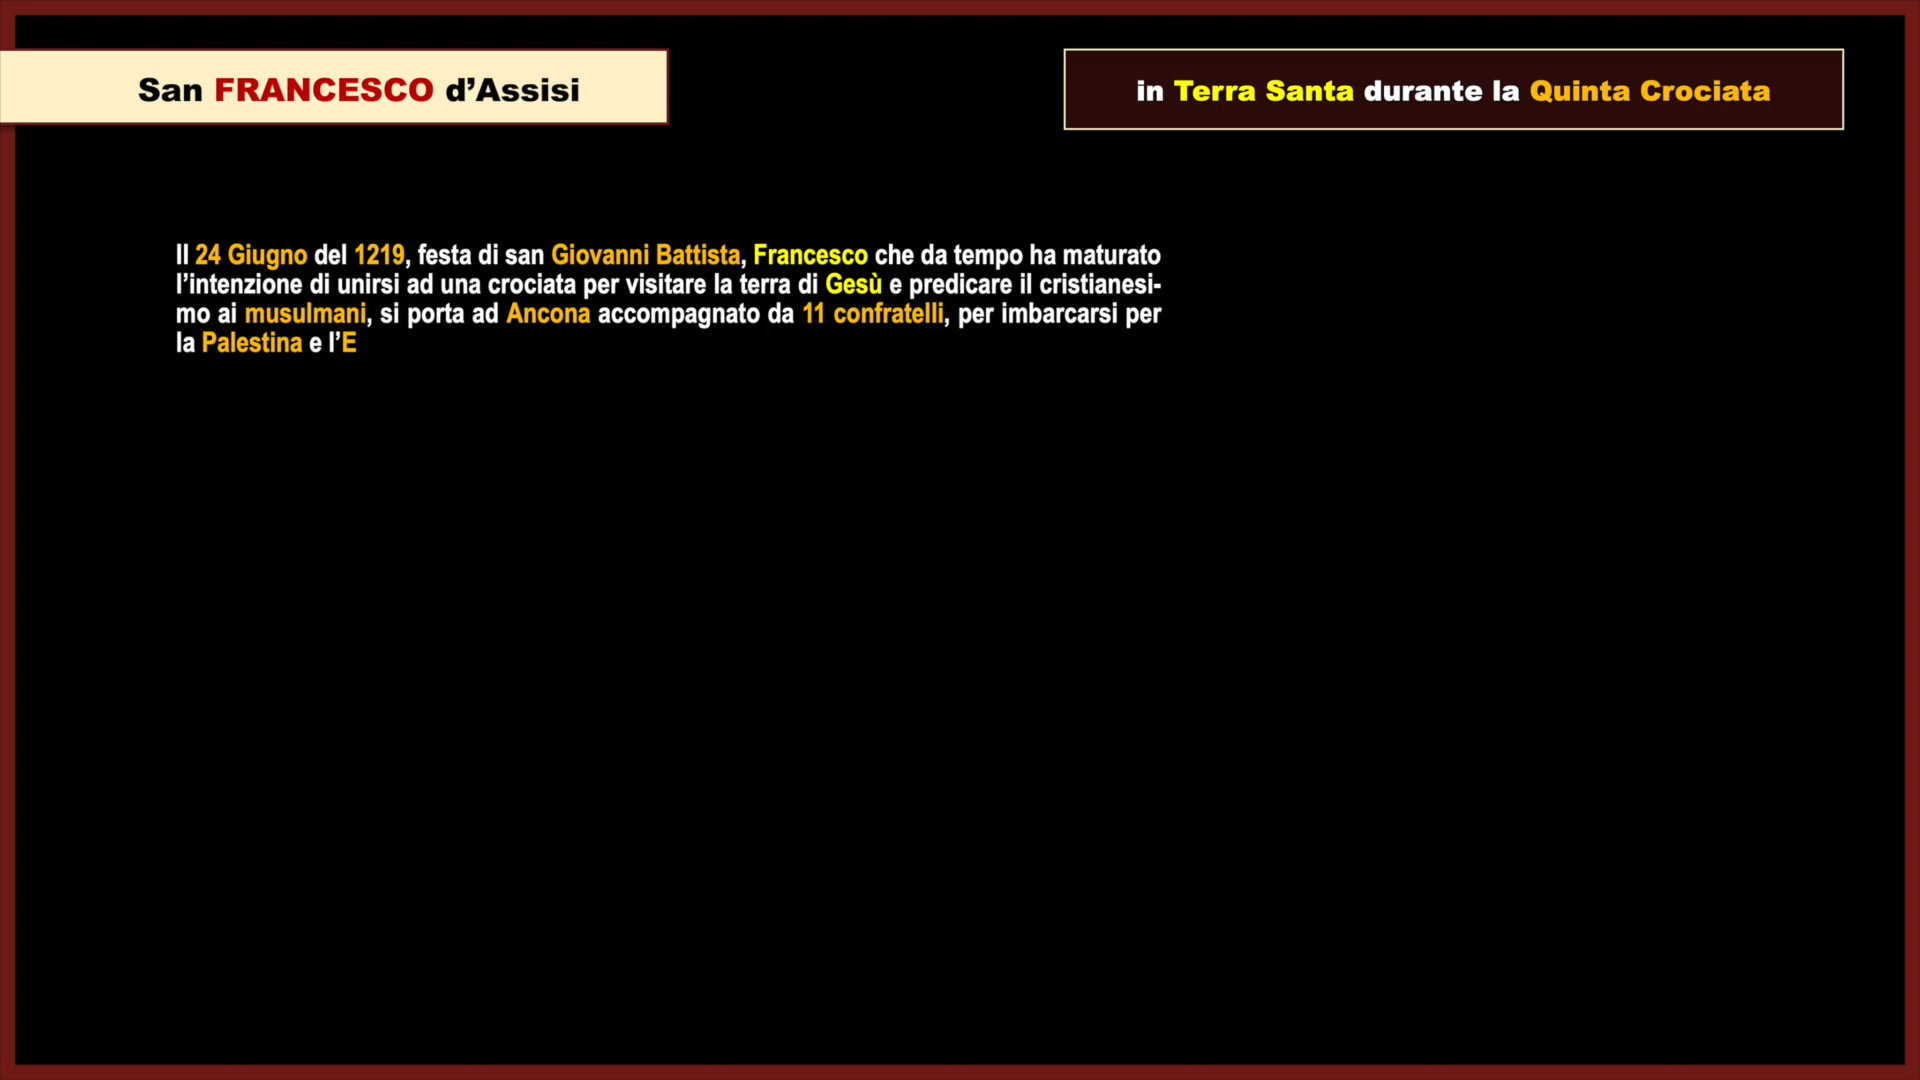 San FRANCESCO d’Assisi
in Terra Santa durante la Quinta Crociata
Il 24 Giugno del 1219, festa di san Giovanni Battista, Francesco che da tempo ha maturato
l’intenzione di unirsi ad una crociata per visitare la terra di Gesù e predicare il cristianesi-
mo ai musulmani, si porta ad Ancona accompagnato da 11 confratelli, per imbarcarsi per
la Palestina e l’E